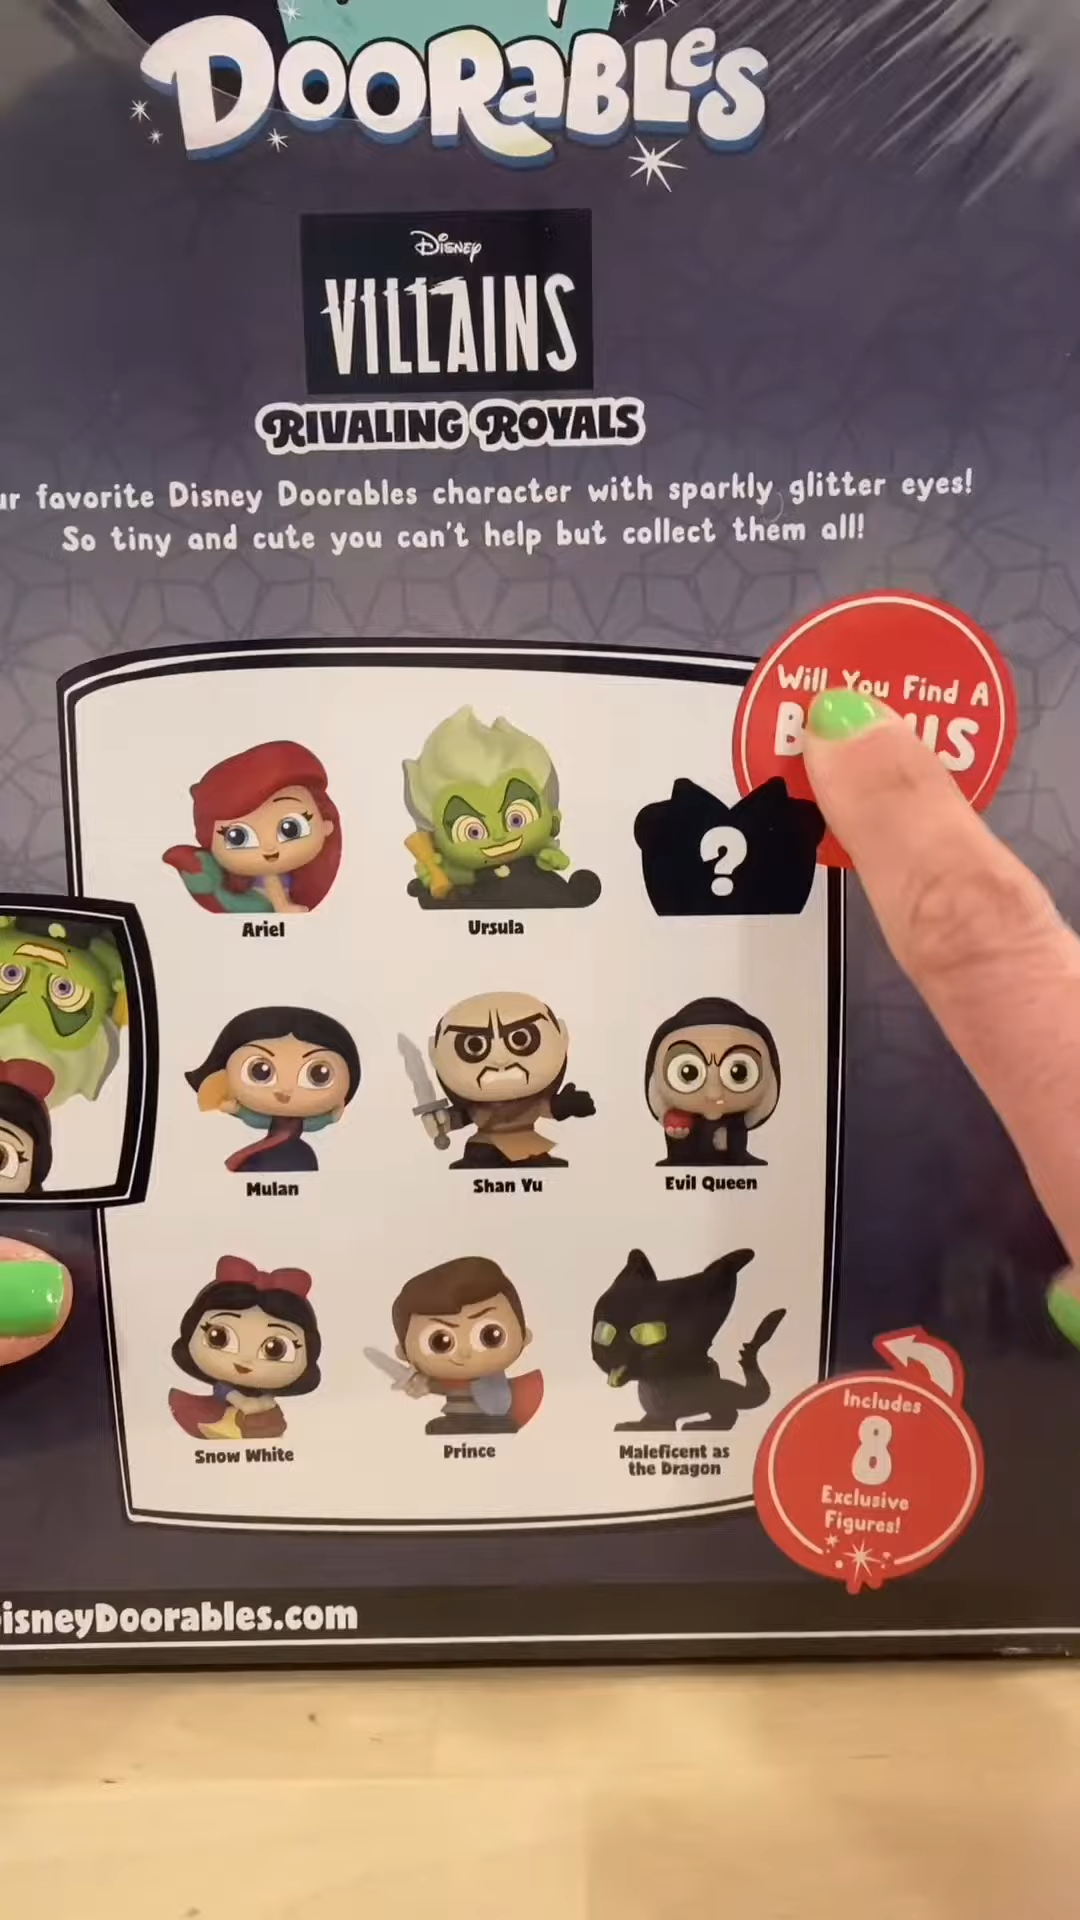 DOORABLES
Disney
VILLAINS
RIVALING ROYALS
favorite Disney Doorables character with sparkly glitter eyes!
So tiny and cute you can't help but collect them all!
Will You Find A
?
Ariel
Ursula
Mulan
Shan Yu
Evil Queen
Snow White
Prince
Maleficent as
the Dragon
Includes
8
Exclusive
Figures!
isneyDoorables.com